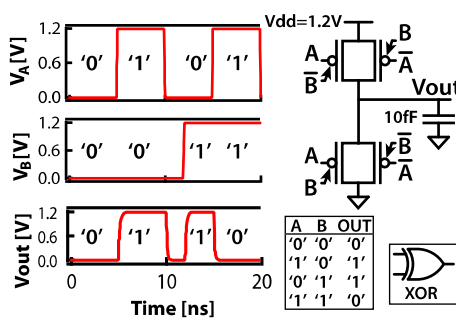 V_A [V]
1.2
0.6
0.0
'0' '1' '0' '1'
V_B [V]
1.2
0.6
0.0
'0' '0' '1' '1'
Vout [V]
1.2
0.6
0.0
'0' '1' '1' '0'
0 5 10 15 20
Time [ns]
Vdd=1.2V
A
B̅
B
A̅
Vout
10fF
A
B
B̅
A̅
A B OUT
'0' '0' '0'
'1' '0' '1'
'0' '1' '1'
'1' '1' '0'
XOR